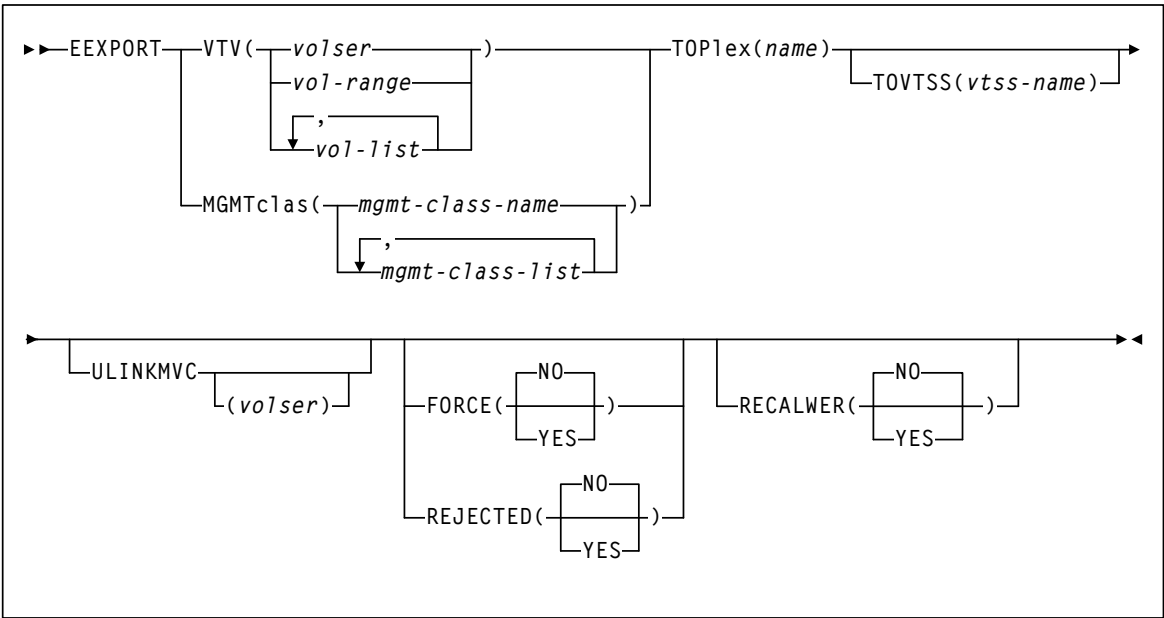 EEXPORT VTV( volser ) TOPlex(name)
vol-range TOVTSS(vtss-name)
,
vol-list
MGMTclas( mgmt-class-name )
,
mgmt-class-list
ULINKMVC NO NO
(volser) FORCE( ) RECALWER( )
YES YES
NO
REJECTED( )
YES